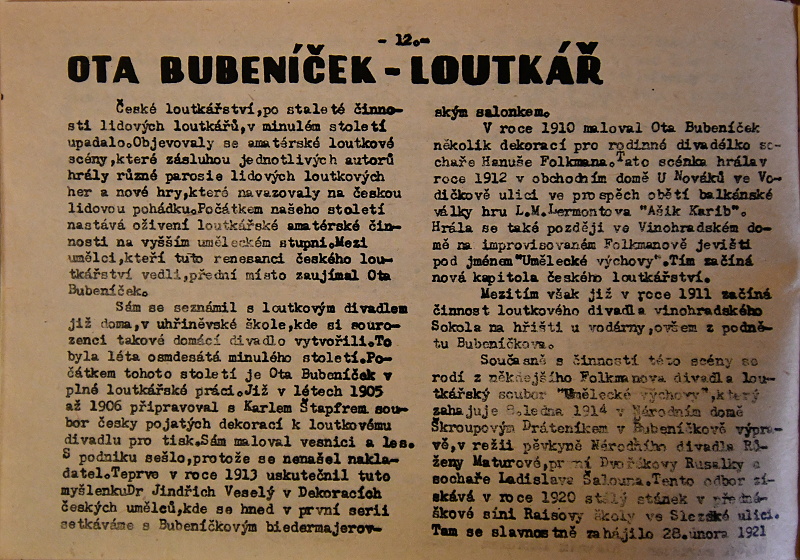 - 12.-
OTA BUBENÍČEK - LOUTKÁŘ
České loutkářství,po staleté činno-
sti lidových loutkářů,v minulém století
upadalo.Objevovaly se amatérské loutkové
scény,které zásluhou jednotlivých autorů
hrály různé parosie lidových loutkových
her a nové hry,které navazovaly na českou
lidovou pohádku.Počátkem našeho století
nastává oživení loutkářské amatérské čin-
nosti na vyšším uměleckém stupni.Mezi
umělci,kteří tuto renesanci českého lou-
tkářství vedli,přední místo zaujímal Ota
Bubeníček.
Sám se seznámil s loutkovým divadlem
již doma,v uhříněvské škole,kde si souro-
zenci takové domácí divadlo vytvořili.To
byla léta osmdesátá minulého století.Po-
čátkem tohoto století je Ota Bubeníček v
plné loutkářské práci.Již v létech 1905
až 1906 připravoval s Karlem Štapfrem sou-
bor česky pojatých dekorací k loutkovému
divadlu pro tisk.Sám maloval vesnici a les.
S podniku sešlo,protože se nenašel nakla-
datel.Teprve v roce 1913 uskutečnil tuto
myšlenkuDr Jindřich Veselý v Dekoracích
českých umělců,kde se hned v první serii
setkáváme s Bubeníčkovým biedermajerov-
ským salonkem.
V roce 1910 maloval Ota Bubeníček
několik dekorací pro rodinné divadélko so-
chaře Hanuše Folkmana.Tato scénka hrála v
roce 1912 v obchodním domě U Nováků ve Vo-
dičkově ulici ve prospěch obětí balkánské
války hru L.M.Lermontova "Ašik Karib".
Hrála se také později ve Vinohradském do-
mě na improvisovaném Folkmanově jevišti
pod jménem"Umělecké výchovy".Tím začíná
nová kapitola českého loutkářství.
Mezitím však již v roce 1911 začíná
činnost loutkového divadla vinohradského
Sokola na hřišti u vodárny,ovšem z podně-
tu Bubeníčkova.
Současně s činností této scény se
rodí z někdejšího Folkmanova divadla lou-
tkářský soubor "Umělecké výchovy",který
zahajuje ledna 1914 v Národním domě
Škroupovým Dráteníkem v Bubeníčkově výpra-
vě,v režii pěvkyně Národního divadla Rů-
ženy Maturové,první Dvořákovy Rusalky a
sochaře Ladislava Šalouna.Tento odbor zí-
skává v roce 1920 stálý stánek v předná-
škové síni Raisovy školy ve Slezské ulici.
Tam se slavnostně zahájilo 28.února 1921